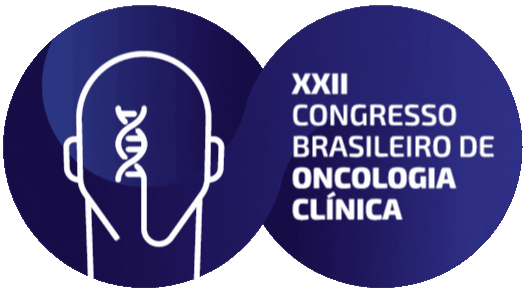 XXII
CONGRESSO
BRASILEIRO DE
ONCOLOGIA
CLÍNICA